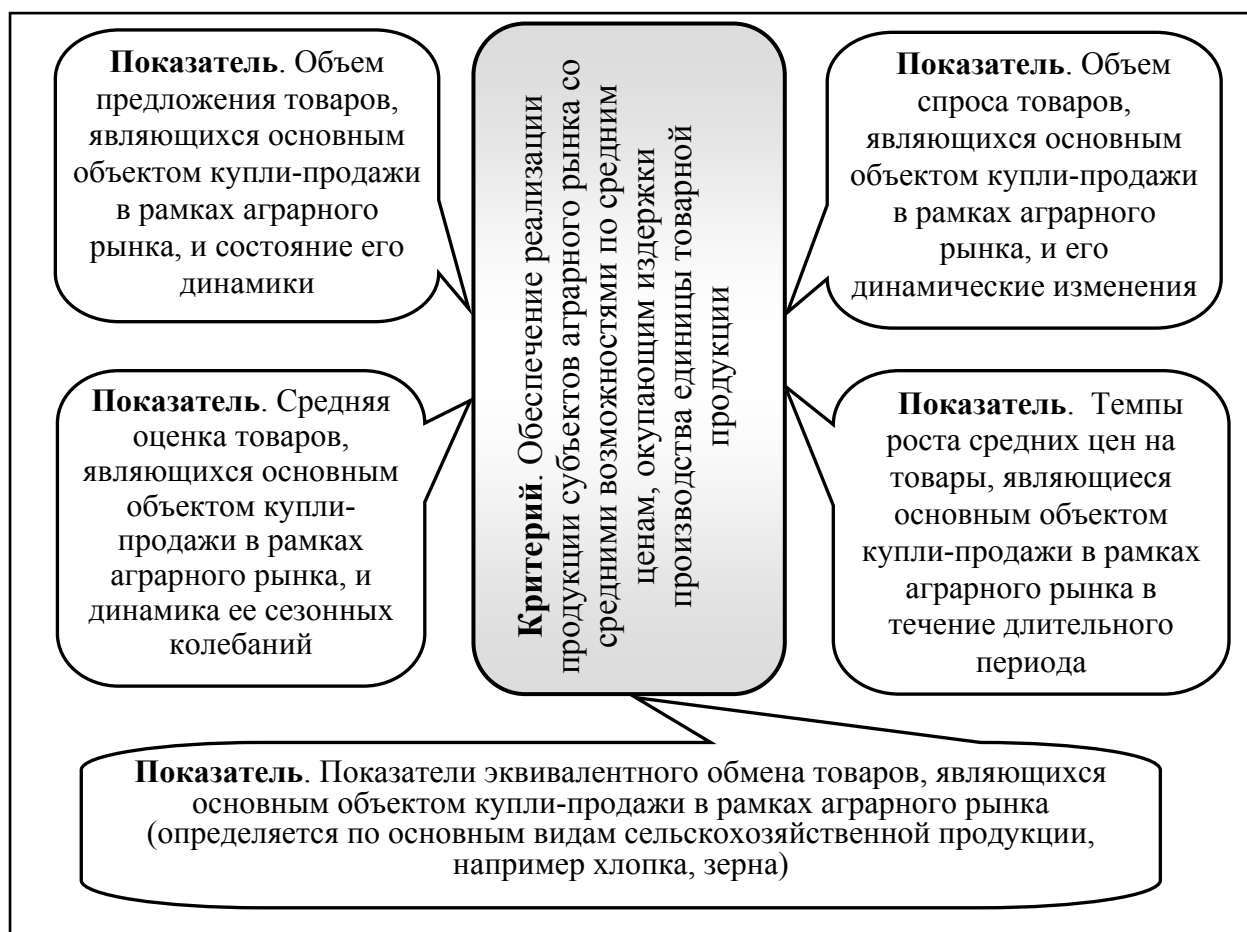 Показатель. Объем
предложения товаров,
являющихся основным
объектом купли-продажи
в рамках аграрного
рынка, и состояние его
динамики
Критерий. Обеспечение реализации
продукции субъектов аграрного рынка со
средними возможностями по средним
ценам, окупающим издержки
производства единицы товарной
продукции
Показатель. Объем
спроса товаров,
являющихся основным
объектом купли-продажи
в рамках аграрного
рынка, и его
динамические изменения
Показатель. Средняя
оценка товаров,
являющихся основным
объектом купли-
продажи в рамках
аграрного рынка, и
динамика ее сезонных
колебаний
Показатель. Темпы
роста средних цен на
товары, являющиеся
основным объектом
купли-продажи в рамках
аграрного рынка в
течение длительного
периода
Показатель. Показатели эквивалентного обмена товаров, являющихся
основным объектом купли-продажи в рамках аграрного рынка
(определяется по основным видам сельскохозяйственной продукции,
например хлопка, зерна)